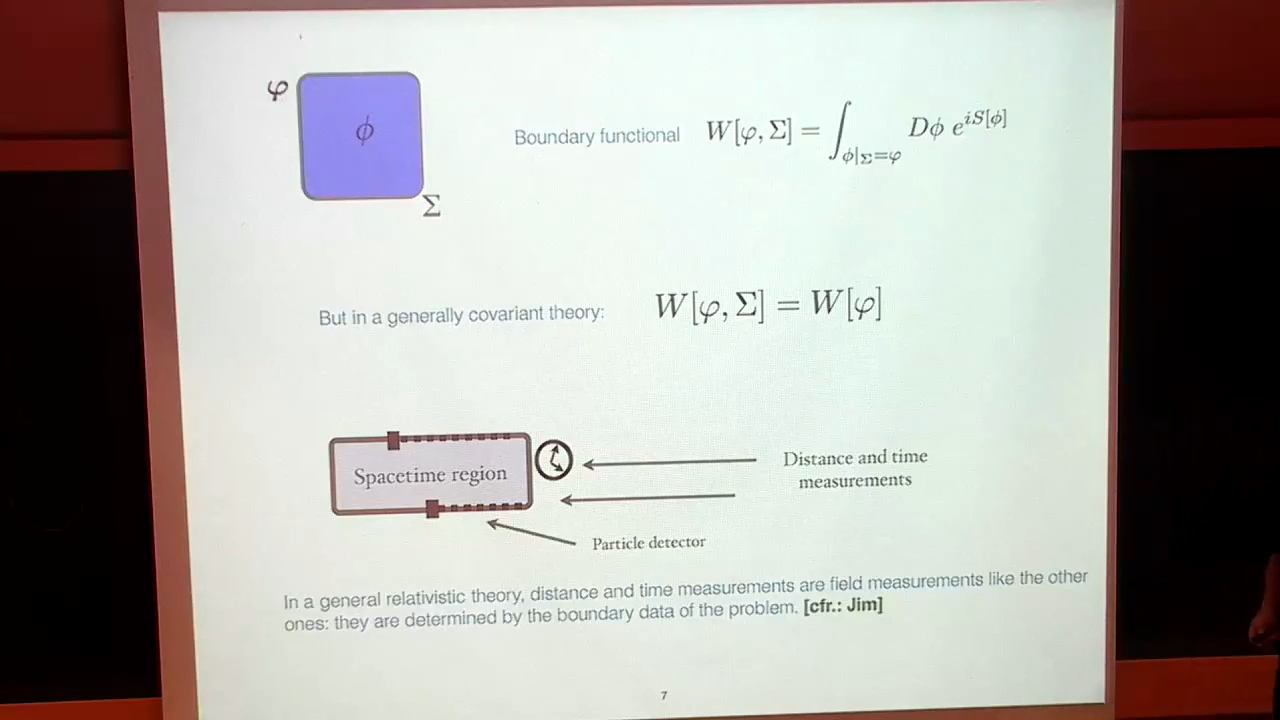 φ
ϕ
Σ
Boundary functional W[φ, Σ] = ∫_{ϕ|Σ=φ} Dϕ e^{iS[ϕ]}
But in a generally covariant theory: W[φ, Σ] = W[φ]
Spacetime region
Distance and time
measurements
Particle detector
In a general relativistic theory, distance and time measurements are field measurements like the other
ones: they are determined by the boundary data of the problem. [cfr.: Jim]
7